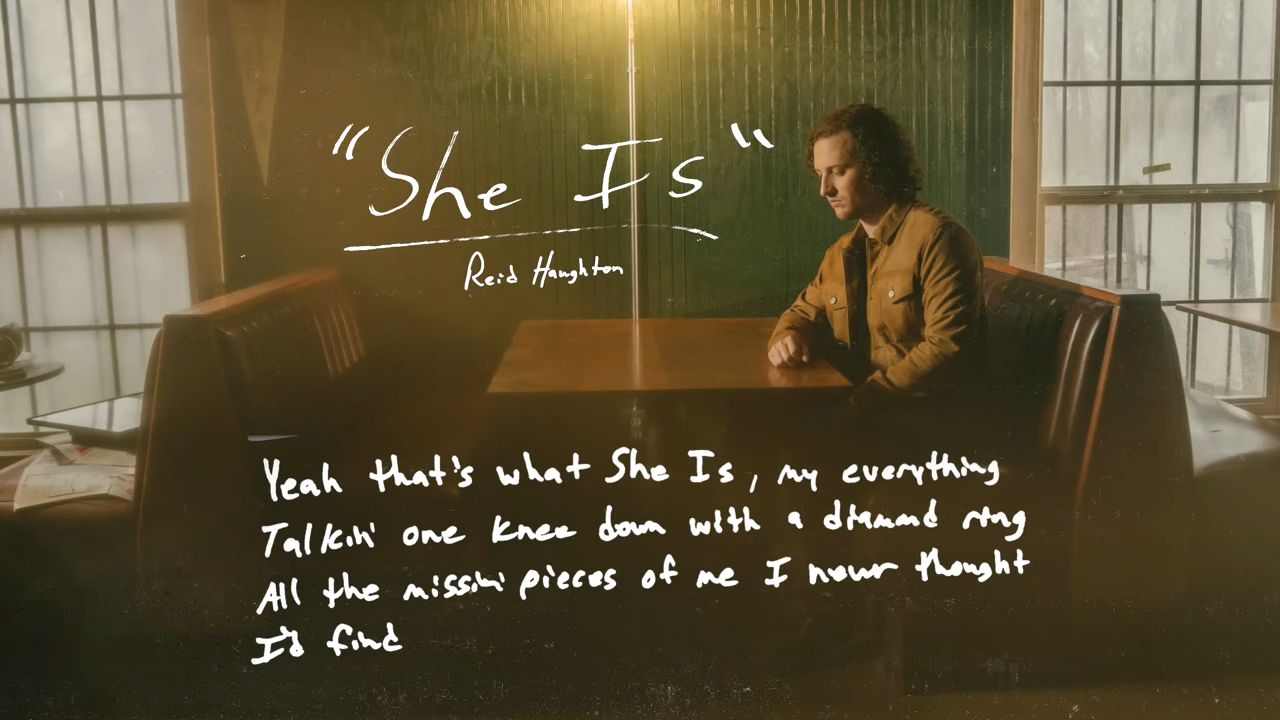 "She Is"
Reid Haughton
Yeah that's what She Is, my everything
Talkin' one knee down with a diamond ring
All the missin' pieces of me I never thought
I'd find